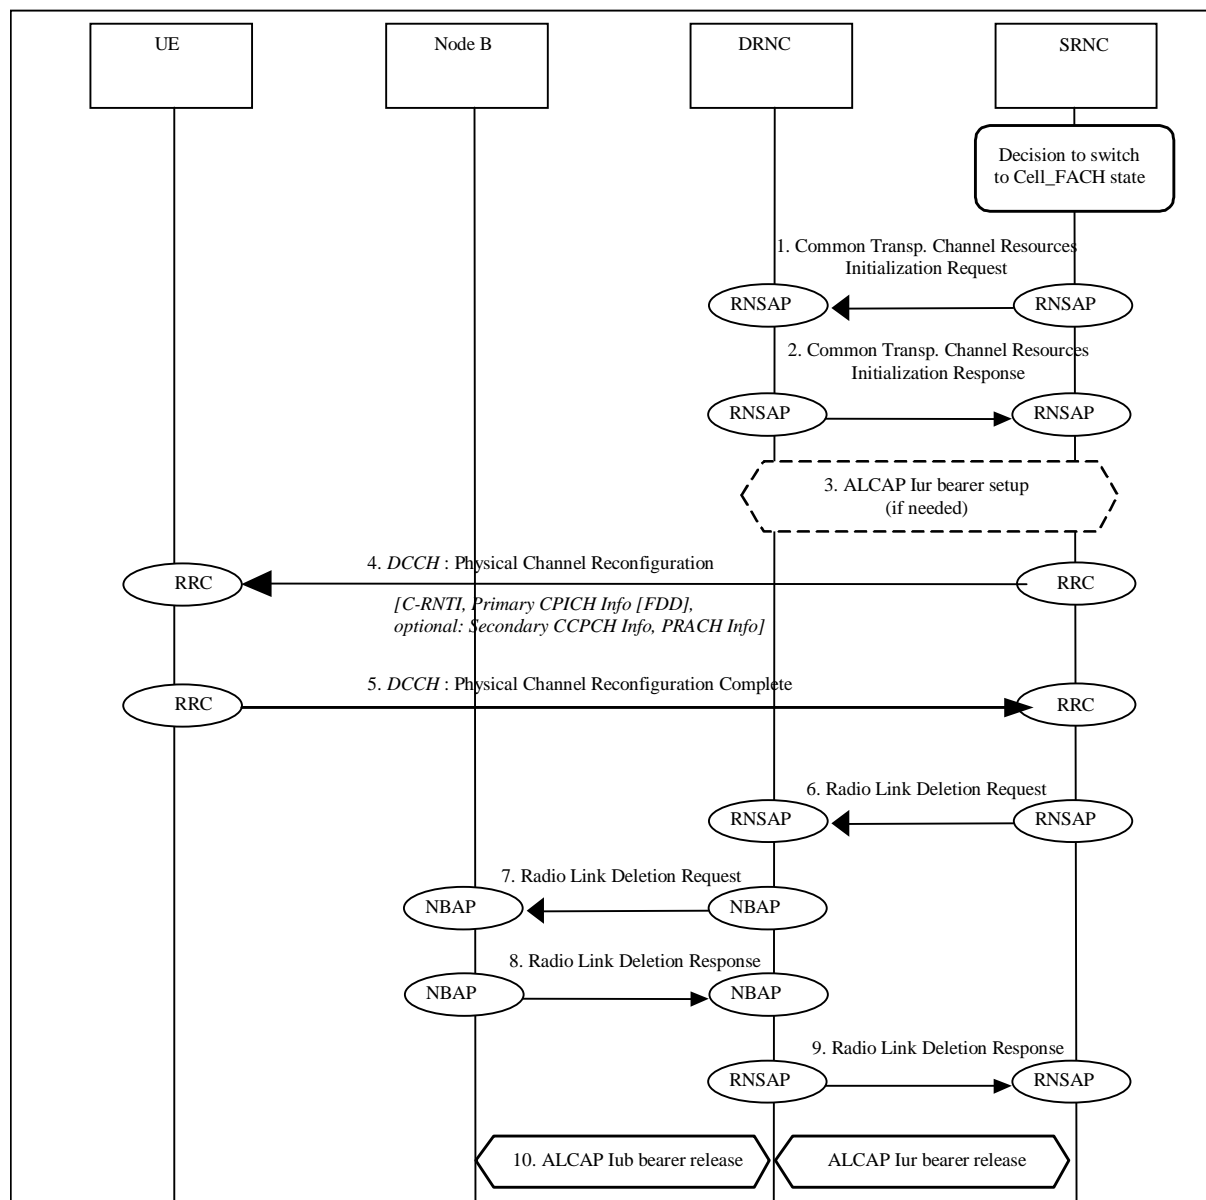 UE
Node B
DRNC
SRNC
Decision to switch
to Cell_FACH state
1. Common Transp. Channel Resources
Initialization Request
RNSAP
RNSAP
2. Common Transp. Channel Resources
Initialization Response
RNSAP
RNSAP
3. ALCAP Iur bearer setup
(if needed)
4. DCCH : Physical Channel Reconfiguration
RRC
RRC
[C-RNTI, Primary CPICH Info [FDD],
optional: Secondary CCPCH Info, PRACH Info]
5. DCCH : Physical Channel Reconfiguration Complete
RRC
RRC
6. Radio Link Deletion Request
RNSAP
RNSAP
7. Radio Link Deletion Request
NBAP
NBAP
8. Radio Link Deletion Response
NBAP
NBAP
9. Radio Link Deletion Response
RNSAP
RNSAP
10. ALCAP Iub bearer release
ALCAP Iur bearer release